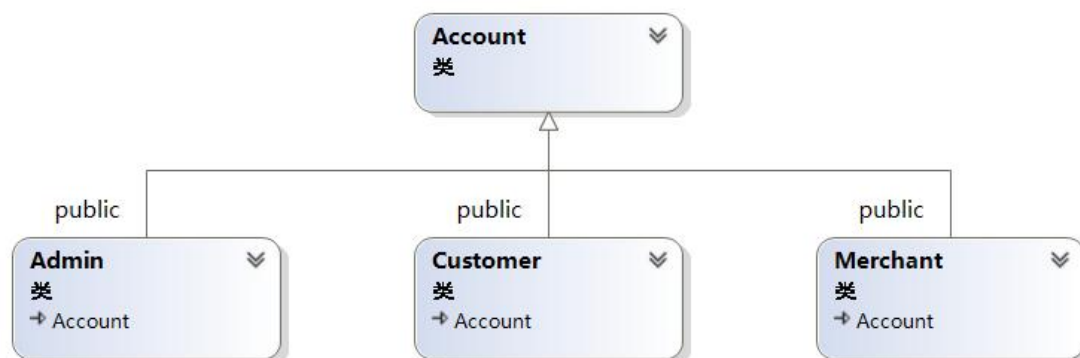 Account
类
public
public
public
Admin
类
Account
Customer
类
Account
Merchant
类
Account